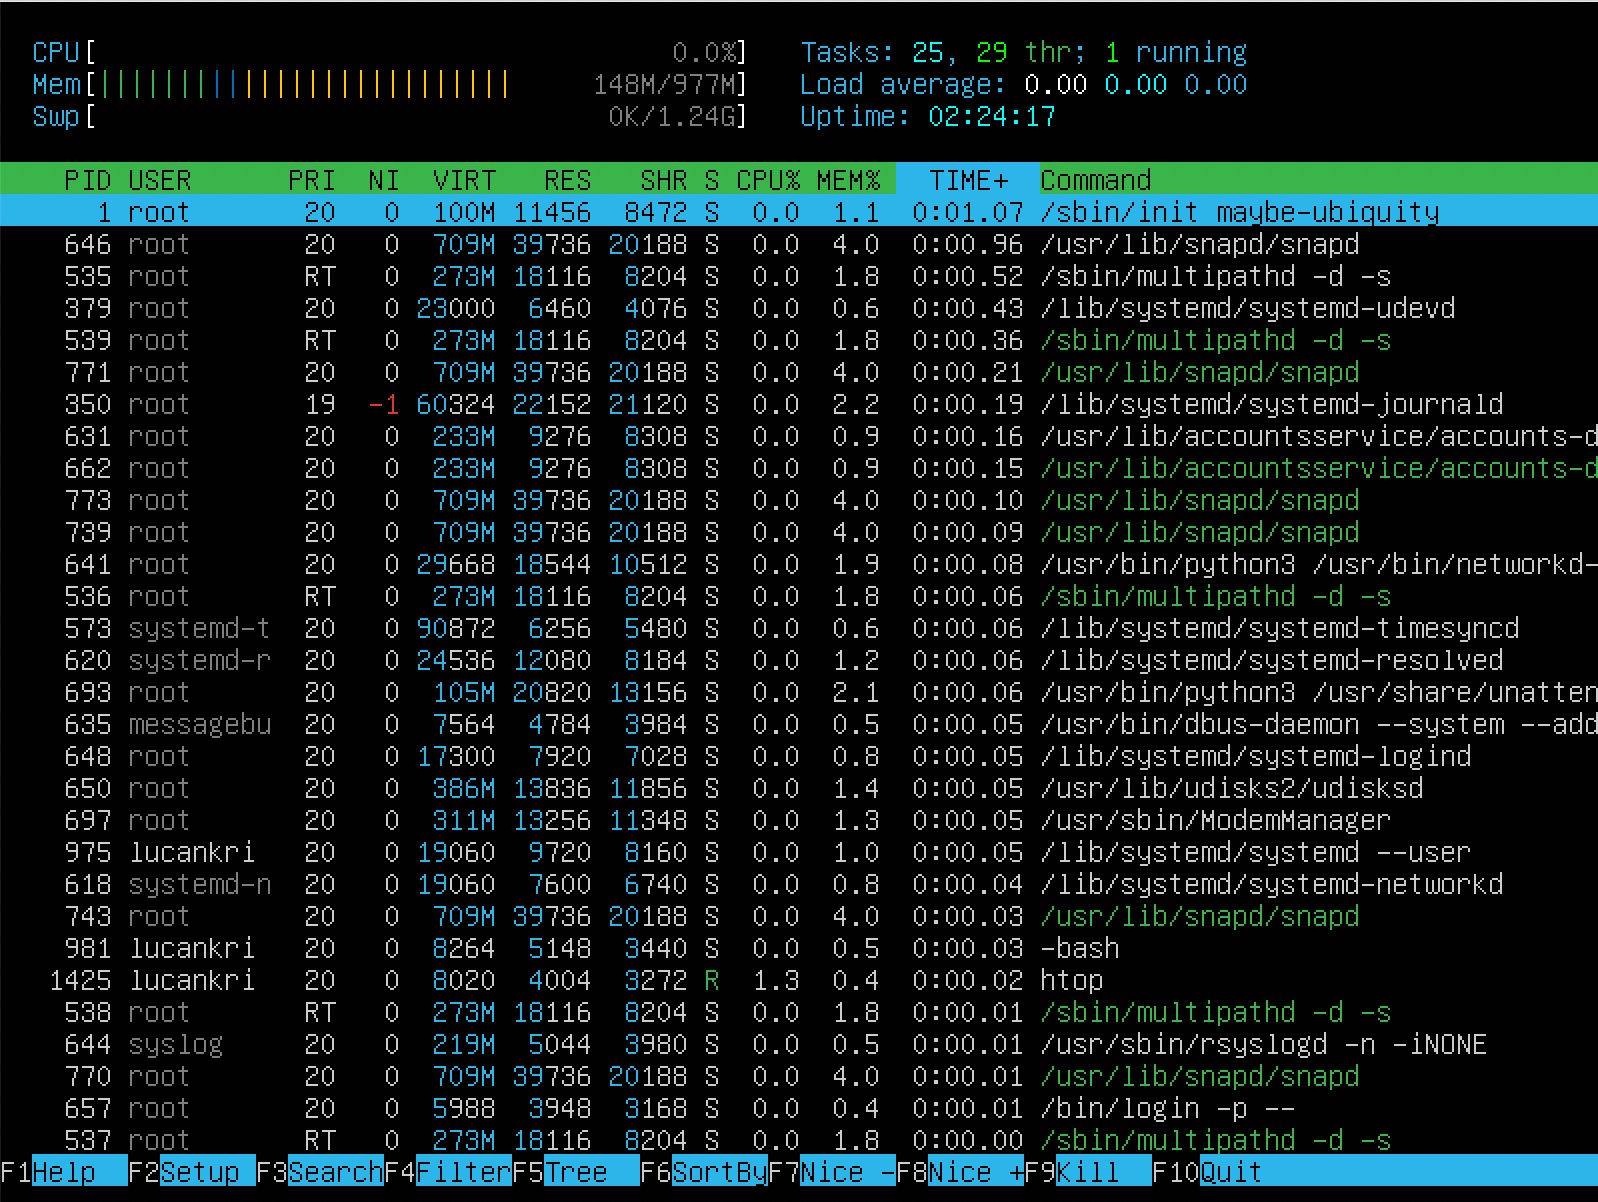 CPU[ 0.0%] Tasks: 25, 29 thr; 1 running
Mem[|||||||||||||||||||||||||| 148M/977M] Load average: 0.00 0.00 0.00
Swp[ 0K/1.24G] Uptime: 02:24:17
PID USER PRI NI VIRT RES SHR S CPU% MEM% TIME+ Command
1 root 20 0 100M 11456 8472 S 0.0 1.1 0:01.07 /sbin/init maybe-ubiquity
646 root 20 0 709M 39736 20188 S 0.0 4.0 0:00.96 /usr/lib/snapd/snapd
535 root RT 0 273M 18116 8204 S 0.0 1.8 0:00.52 /sbin/multipathd -d -s
379 root 20 0 23000 6460 4076 S 0.0 0.6 0:00.43 /lib/systemd/systemd-udevd
539 root RT 0 273M 18116 8204 S 0.0 1.8 0:00.36 /sbin/multipathd -d -s
771 root 20 0 709M 39736 20188 S 0.0 4.0 0:00.21 /usr/lib/snapd/snapd
350 root 19 -1 60324 22152 21120 S 0.0 2.2 0:00.19 /lib/systemd/systemd-journald
631 root 20 0 233M 9276 8308 S 0.0 0.9 0:00.16 /usr/lib/accountsservice/accounts-d
662 root 20 0 233M 9276 8308 S 0.0 0.9 0:00.15 /usr/lib/accountsservice/accounts-d
773 root 20 0 709M 39736 20188 S 0.0 4.0 0:00.10 /usr/lib/snapd/snapd
739 root 20 0 709M 39736 20188 S 0.0 4.0 0:00.09 /usr/lib/snapd/snapd
641 root 20 0 29668 18544 10512 S 0.0 1.9 0:00.08 /usr/bin/python3 /usr/bin/networkd-
536 root RT 0 273M 18116 8204 S 0.0 1.8 0:00.06 /sbin/multipathd -d -s
573 systemd-t 20 0 90872 6256 5480 S 0.0 0.6 0:00.06 /lib/systemd/systemd-timesyncd
620 systemd-r 20 0 24536 12080 8184 S 0.0 1.2 0:00.06 /lib/systemd/systemd-resolved
693 root 20 0 105M 20820 13156 S 0.0 2.1 0:00.06 /usr/bin/python3 /usr/share/unatten
635 messagebu 20 0 7564 4784 3984 S 0.0 0.5 0:00.05 /usr/bin/dbus-daemon --system --add
648 root 20 0 17300 7920 7028 S 0.0 0.8 0:00.05 /lib/systemd/systemd-logind
650 root 20 0 386M 13836 11856 S 0.0 1.4 0:00.05 /usr/lib/udisks2/udisksd
697 root 20 0 311M 13256 11348 S 0.0 1.3 0:00.05 /usr/sbin/ModemManager
975 lucankri 20 0 19060 9720 8160 S 0.0 1.0 0:00.05 /lib/systemd/systemd --user
618 systemd-n 20 0 19060 7600 6740 S 0.0 0.8 0:00.04 /lib/systemd/systemd-networkd
743 root 20 0 709M 39736 20188 S 0.0 4.0 0:00.03 /usr/lib/snapd/snapd
981 lucankri 20 0 8264 5148 3440 S 0.0 0.5 0:00.03 -bash
1425 lucankri 20 0 8020 4004 3272 R 1.3 0.4 0:00.02 htop
538 root RT 0 273M 18116 8204 S 0.0 1.8 0:00.01 /sbin/multipathd -d -s
644 syslog 20 0 219M 5044 3980 S 0.0 0.5 0:00.01 /usr/sbin/rsyslogd -n -iNONE
770 root 20 0 709M 39736 20188 S 0.0 4.0 0:00.01 /usr/lib/snapd/snapd
657 root 20 0 5988 3948 3168 S 0.0 0.4 0:00.01 /bin/login -p --
537 root RT 0 273M 18116 8204 S 0.0 1.8 0:00.00 /sbin/multipathd -d -s
F1Help F2Setup F3SearchF4FilterF5Tree F6SortByF7Nice -F8Nice +F9Kill F10Quit